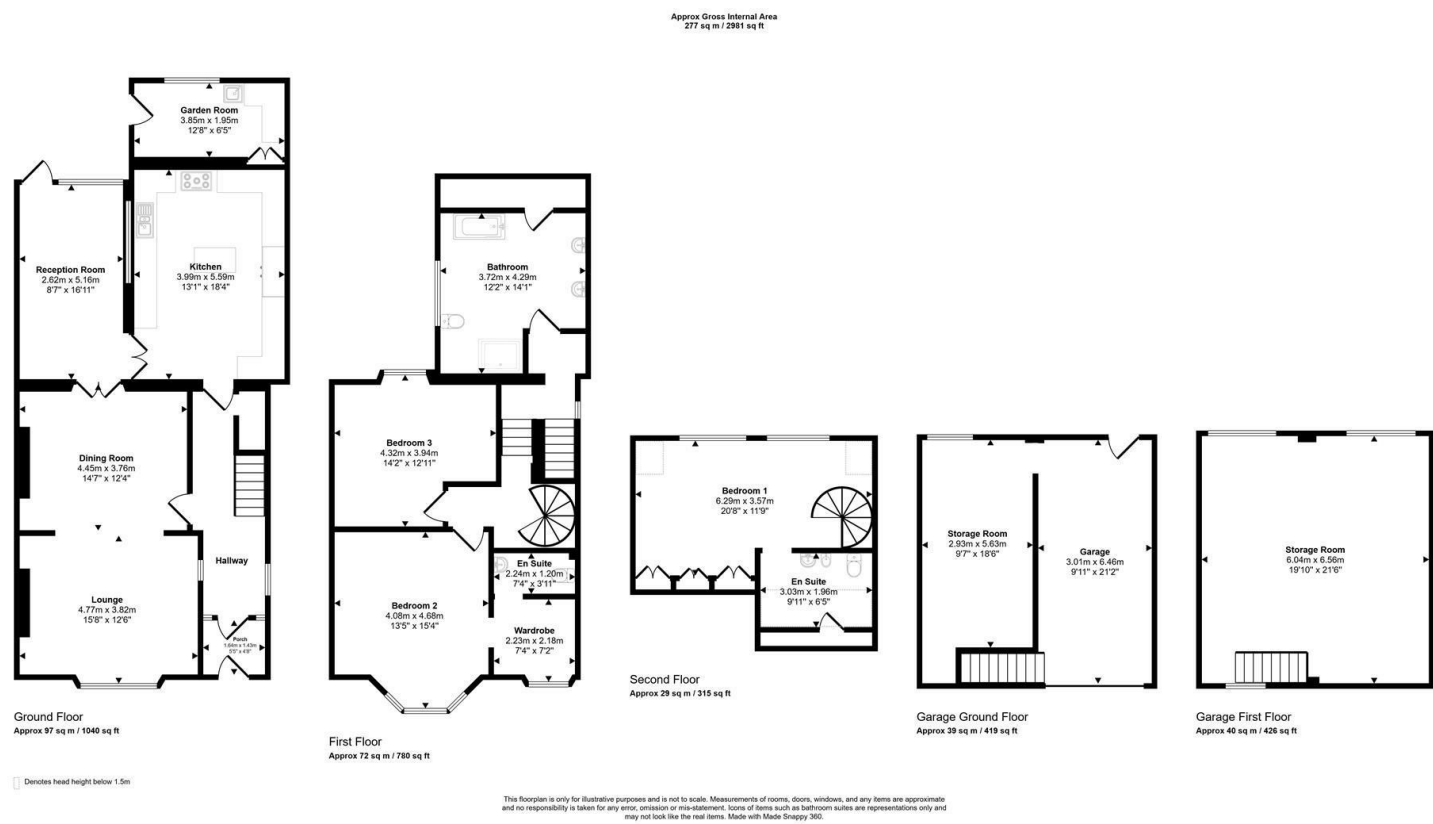 Approx Gross Internal Area
277 sq m / 2981 sq ft
Garden Room
3.85m x 1.95m
12'8" x 6'5"
Reception Room
2.62m x 5.16m
8'7" x 16'11"
Kitchen
3.99m x 5.59m
13'1" x 18'4"
Dining Room
4.45m x 3.76m
14'7" x 12'4"
Hallway
Lounge
4.77m x 3.82m
15'8" x 12'6"
Porch
1.64m x 1.43m
5'5" x 4'8"
Ground Floor
Approx 97 sq m / 1040 sq ft
Bathroom
3.72m x 4.29m
12'2" x 14'1"
Bedroom 3
4.32m x 3.94m
14'2" x 12'11"
En Suite
2.24m x 1.20m
7'4" x 3'11"
Bedroom 2
4.08m x 4.68m
13'5" x 15'4"
Wardrobe
2.23m x 2.18m
7'4" x 7'2"
First Floor
Approx 72 sq m / 780 sq ft
Bedroom 1
6.29m x 3.57m
20'8" x 11'9"
En Suite
3.03m x 1.96m
9'11" x 6'5"
Second Floor
Approx 29 sq m / 315 sq ft
Storage Room
2.93m x 5.63m
9'7" x 18'6"
Garage
3.01m x 6.46m
9'11" x 21'2"
Garage Ground Floor
Approx 39 sq m / 419 sq ft
Storage Room
6.04m x 6.56m
19'10" x 21'6"
Garage First Floor
Approx 40 sq m / 426 sq ft
Denotes head height below 1.5m
This floorplan is only for illustrative purposes and is not to scale. Measurements of rooms, doors, windows, and any items are approximate
and no responsibility is taken for any error, omission or mis-statement. Icons of items such as bathroom suites are representations only and
may not look like the real items. Made with Made Snappy 360.